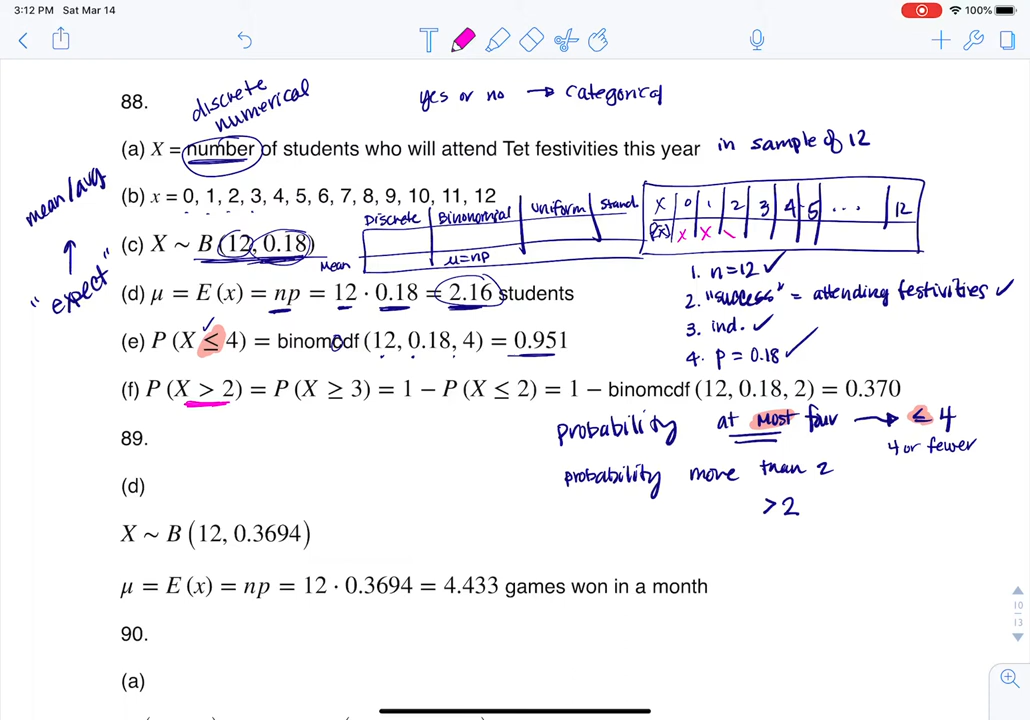 3:12 PM Sat Mar 14
100%
T
88.
discrete
numerical
yes or no → categorical
(a) X = number of students who will attend Tet festivities this year in sample of 12
mean/avg
↑
"expect"
(b) x = 0, 1, 2, 3, 4, 5, 6, 7, 8, 9, 10, 11, 12
Discrete | Binonomial | Uniform | Stand.
Mean μ=np
X | 0 | 1 | 2 | 3 | 4 | 5 | ... | 12
P(x) x x
(c) X ∼ B (12, 0.18)
1. n=12 ✓
(d) μ = E (x) = np = 12 · 0.18 = 2.16 students
2. "success" = attending festivities ✓
3. ind. ✓
(e) P (X ≤ 4) = binomcdf (12, 0.18, 4) = 0.951
4. p = 0.18 ✓
(f) P (X > 2) = P (X ≥ 3) = 1 − P (X ≤ 2) = 1 − binomcdf (12, 0.18, 2) = 0.370
probability at most four → ≤ 4
4 or fewer
89.
probability more than 2
(d)
> 2
X ∼ B (12, 0.3694)
μ = E (x) = np = 12 · 0.3694 = 4.433 games won in a month
90.
(a)
10
13